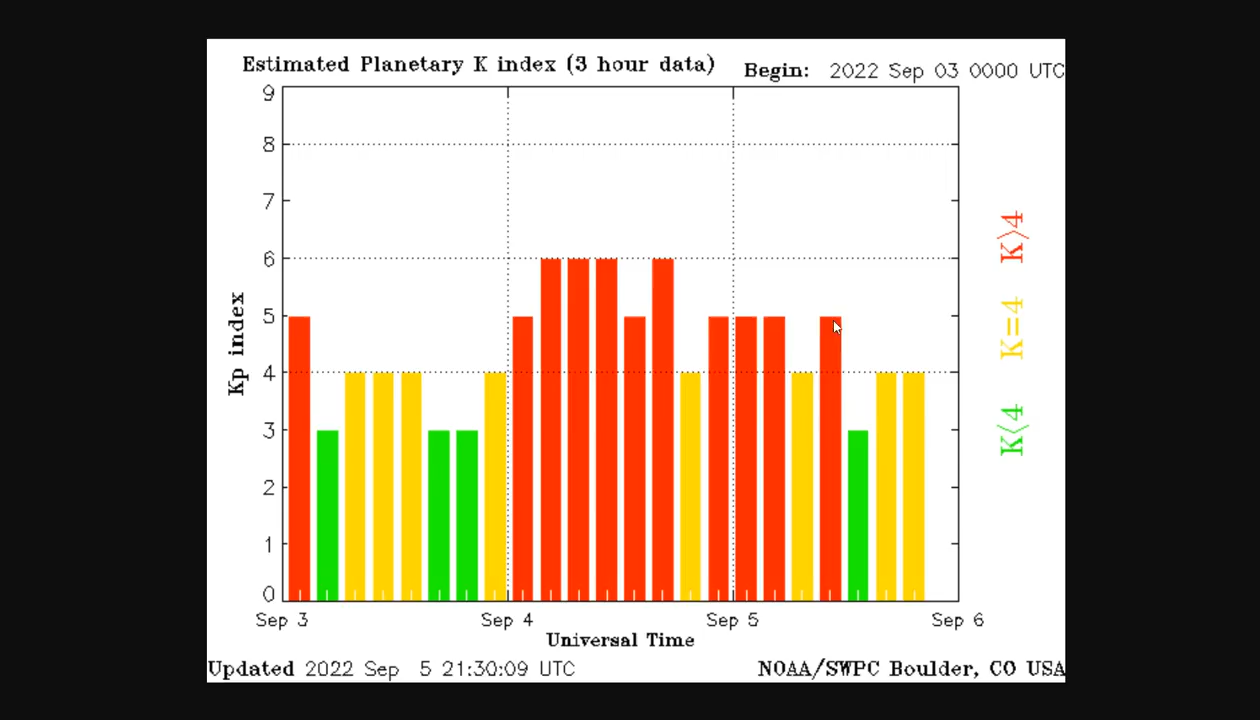 Estimated Planetary K index (3 hour data)
Begin: 2022 Sep 03 0000 UTC
9
8
7
6
5
4
3
2
1
0
Kp index
K>4
K=4
K<4
Sep 3
Sep 4
Sep 5
Sep 6
Universal Time
Updated 2022 Sep 5 21:30:09 UTC
NOAA/SWPC Boulder, CO USA